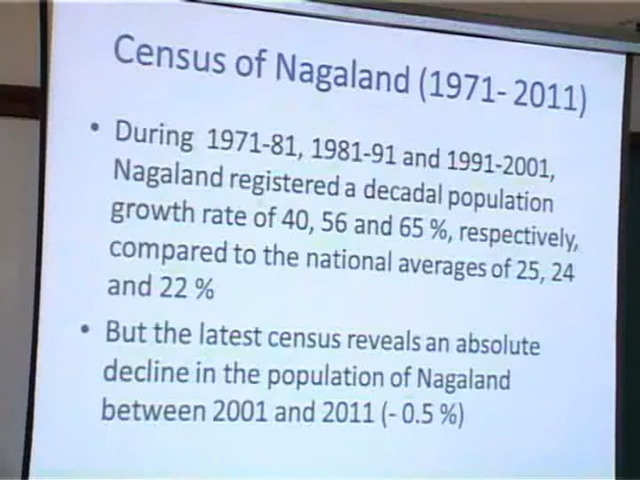 Census of Nagaland (1971- 2011)
• During 1971-81, 1981-91 and 1991-2001,
Nagaland registered a decadal population
growth rate of 40, 56 and 65 %, respectively,
compared to the national averages of 25, 24
and 22 %
• But the latest census reveals an absolute
decline in the population of Nagaland
between 2001 and 2011 (- 0.5 %)